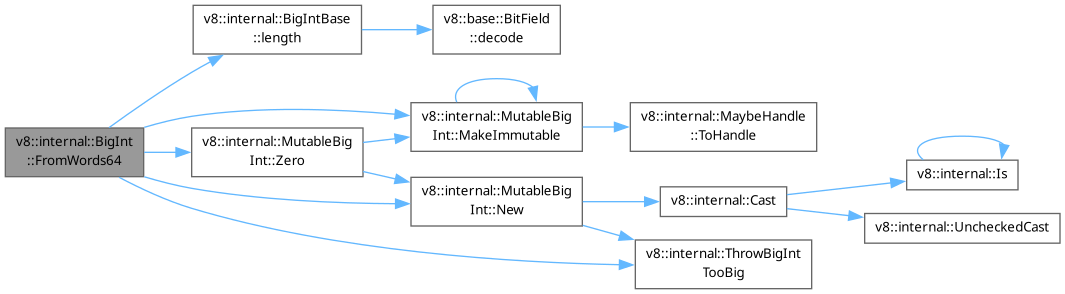 v8::internal::BigInt
::FromWords64
v8::internal::BigIntBase
::length
v8::base::BitField
::decode
v8::internal::MutableBig
Int::MakeImmutable
v8::internal::MaybeHandle
::ToHandle
v8::internal::MutableBig
Int::Zero
v8::internal::MutableBig
Int::New
v8::internal::Cast
v8::internal::Is
v8::internal::UncheckedCast
v8::internal::ThrowBigInt
TooBig